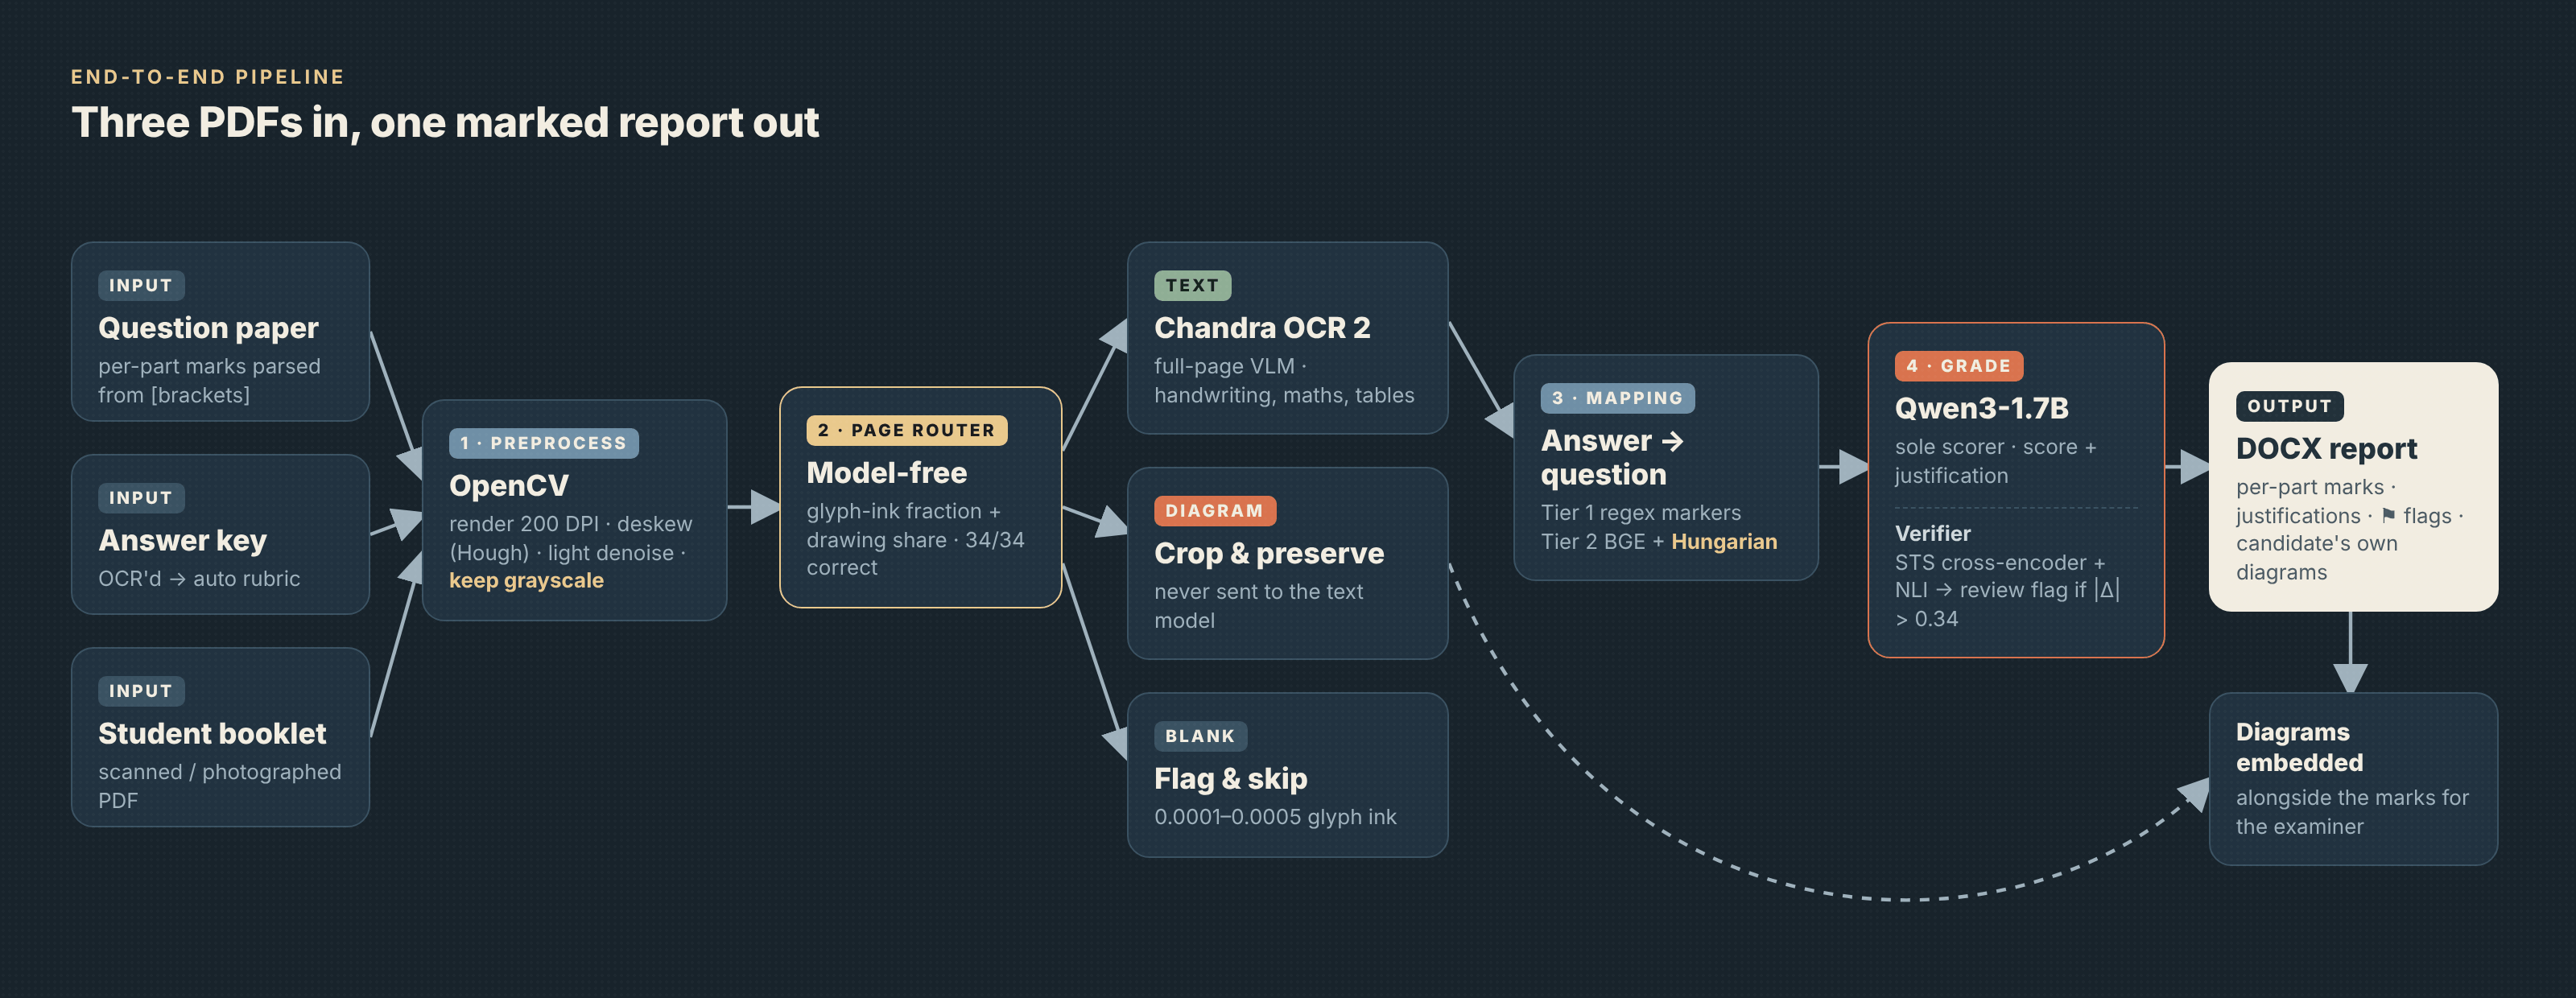 END-TO-END PIPELINE
Three PDFs in, one marked report out
INPUT
Question paper
per-part marks parsed
from [brackets]
INPUT
Answer key
OCR'd → auto rubric
INPUT
Student booklet
scanned / photographed
PDF
1 · PREPROCESS
OpenCV
render 200 DPI · deskew
(Hough) · light denoise ·
keep grayscale
2 · PAGE ROUTER
Model-free
glyph-ink fraction +
drawing share · 34/34
correct
TEXT
Chandra OCR 2
full-page VLM ·
handwriting, maths, tables
DIAGRAM
Crop & preserve
never sent to the text
model
BLANK
Flag & skip
0.0001–0.0005 glyph ink
3 · MAPPING
Answer →
question
Tier 1 regex markers
Tier 2 BGE + Hungarian
4 · GRADE
Qwen3-1.7B
sole scorer · score +
justification
Verifier
STS cross-encoder +
NLI → review flag if |Δ|
> 0.34
OUTPUT
DOCX report
per-part marks ·
justifications · ⚑ flags ·
candidate's own
diagrams
Diagrams
embedded
alongside the marks for
the examiner